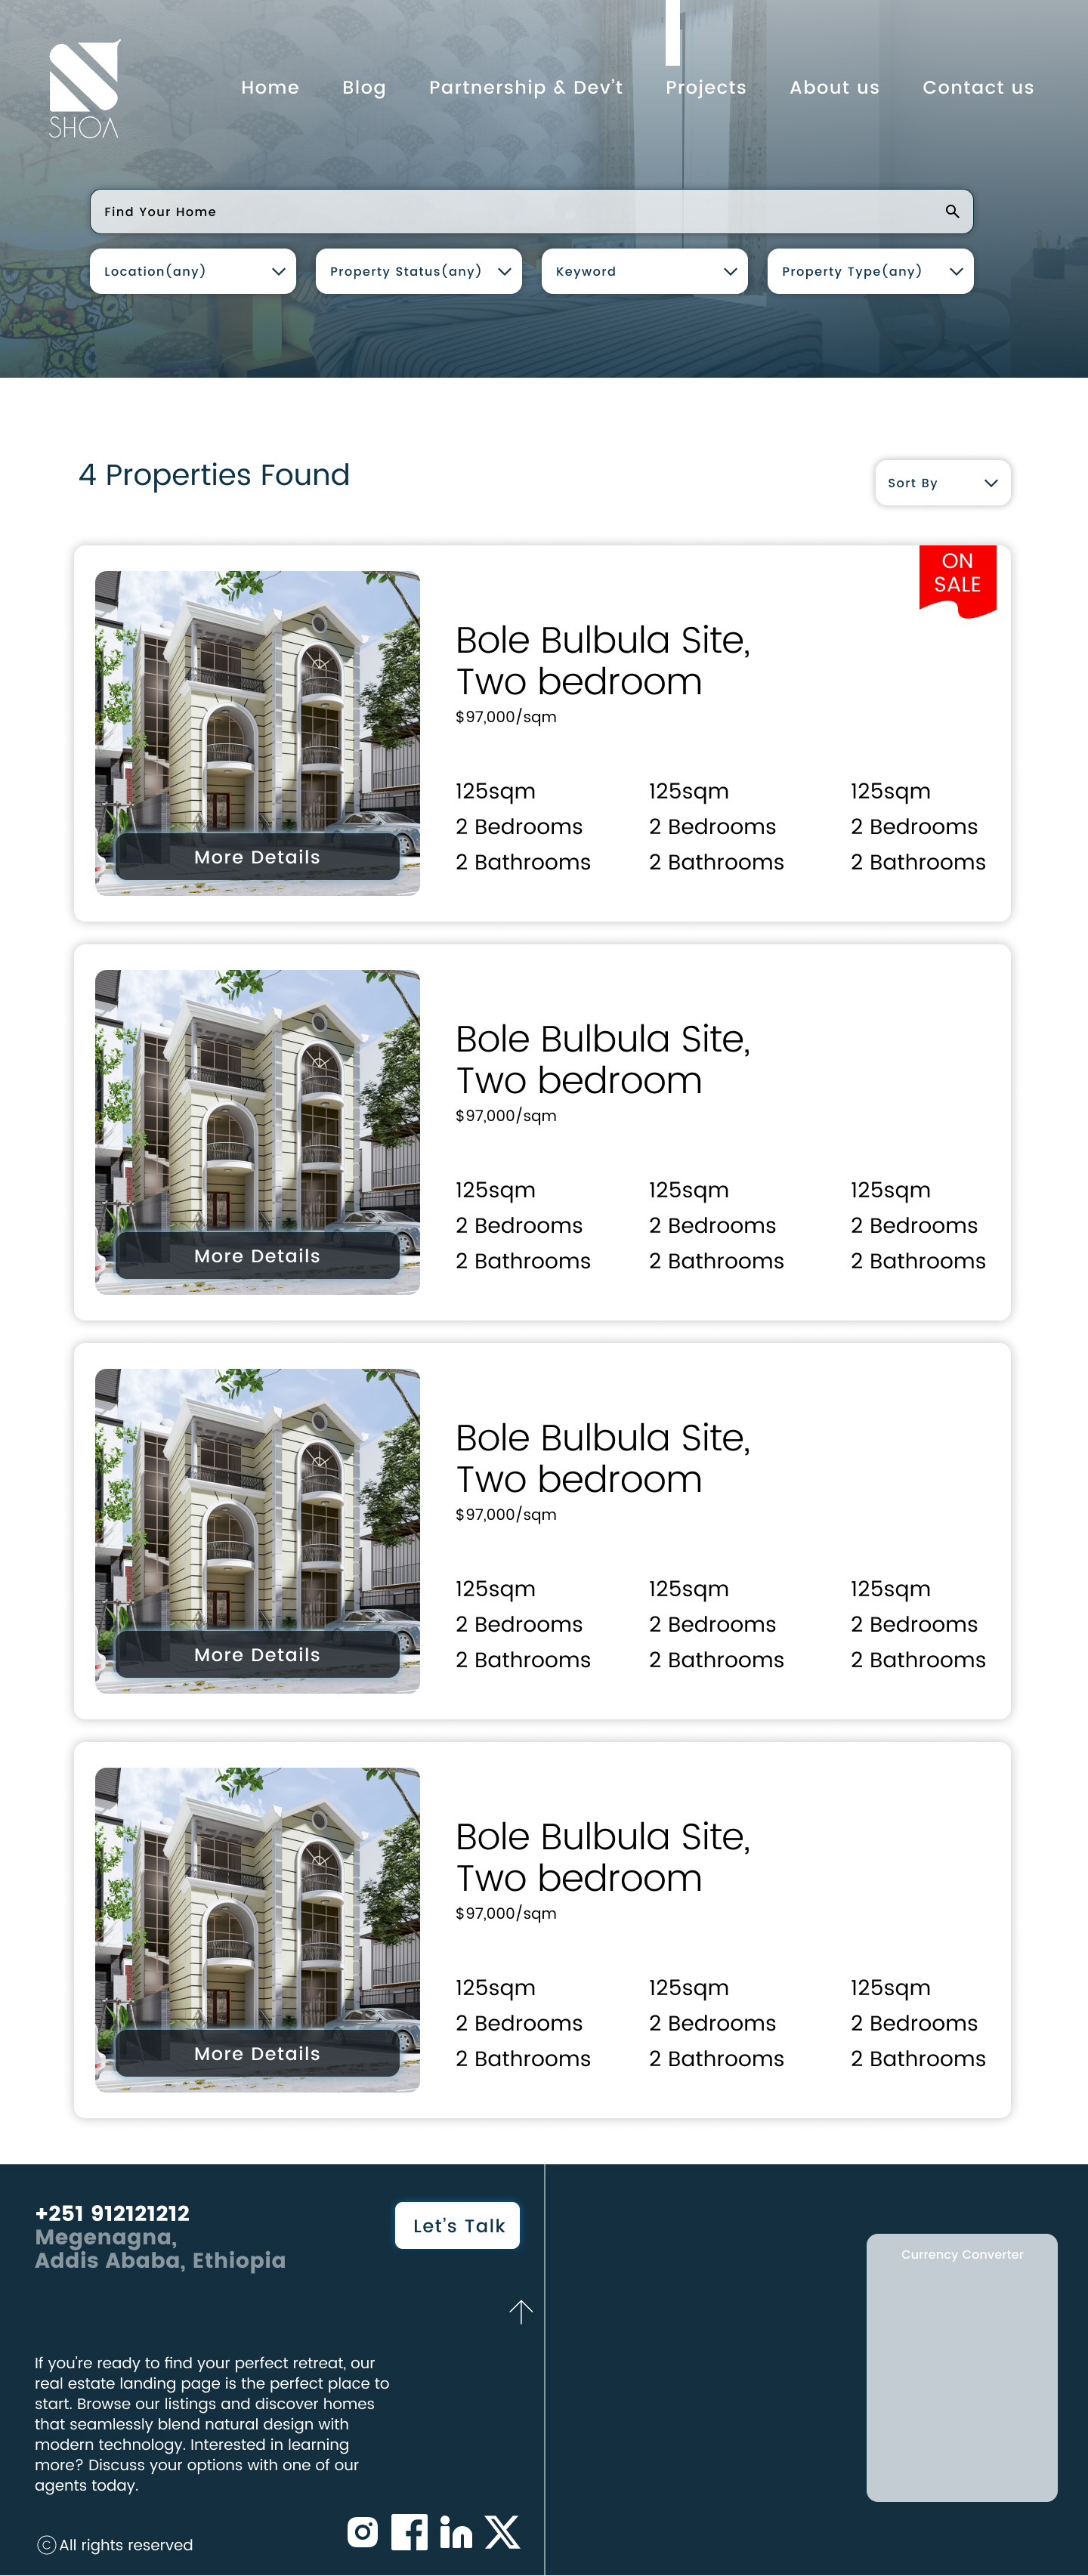 SHOA
Home Blog Partnership & Dev't Projects About us Contact us
Find Your Home
Location(any) Property Status(any) Keyword Property Type(any)
4 Properties Found
Sort By
ON
SALE
Bole Bulbula Site,
Two bedroom
$97,000/sqm
125sqm 125sqm 125sqm
2 Bedrooms 2 Bedrooms 2 Bedrooms
2 Bathrooms 2 Bathrooms 2 Bathrooms
More Details
Bole Bulbula Site,
Two bedroom
$97,000/sqm
125sqm 125sqm 125sqm
2 Bedrooms 2 Bedrooms 2 Bedrooms
2 Bathrooms 2 Bathrooms 2 Bathrooms
More Details
Bole Bulbula Site,
Two bedroom
$97,000/sqm
125sqm 125sqm 125sqm
2 Bedrooms 2 Bedrooms 2 Bedrooms
2 Bathrooms 2 Bathrooms 2 Bathrooms
More Details
Bole Bulbula Site,
Two bedroom
$97,000/sqm
125sqm 125sqm 125sqm
2 Bedrooms 2 Bedrooms 2 Bedrooms
2 Bathrooms 2 Bathrooms 2 Bathrooms
More Details
+251 912121212
Megenagna,
Addis Ababa, Ethiopia
Let's Talk
Currency Converter
If you're ready to find your perfect retreat, our
real estate landing page is the perfect place to
start. Browse our listings and discover homes
that seamlessly blend natural design with
modern technology. Interested in learning
more? Discuss your options with one of our
agents today.
© All rights reserved